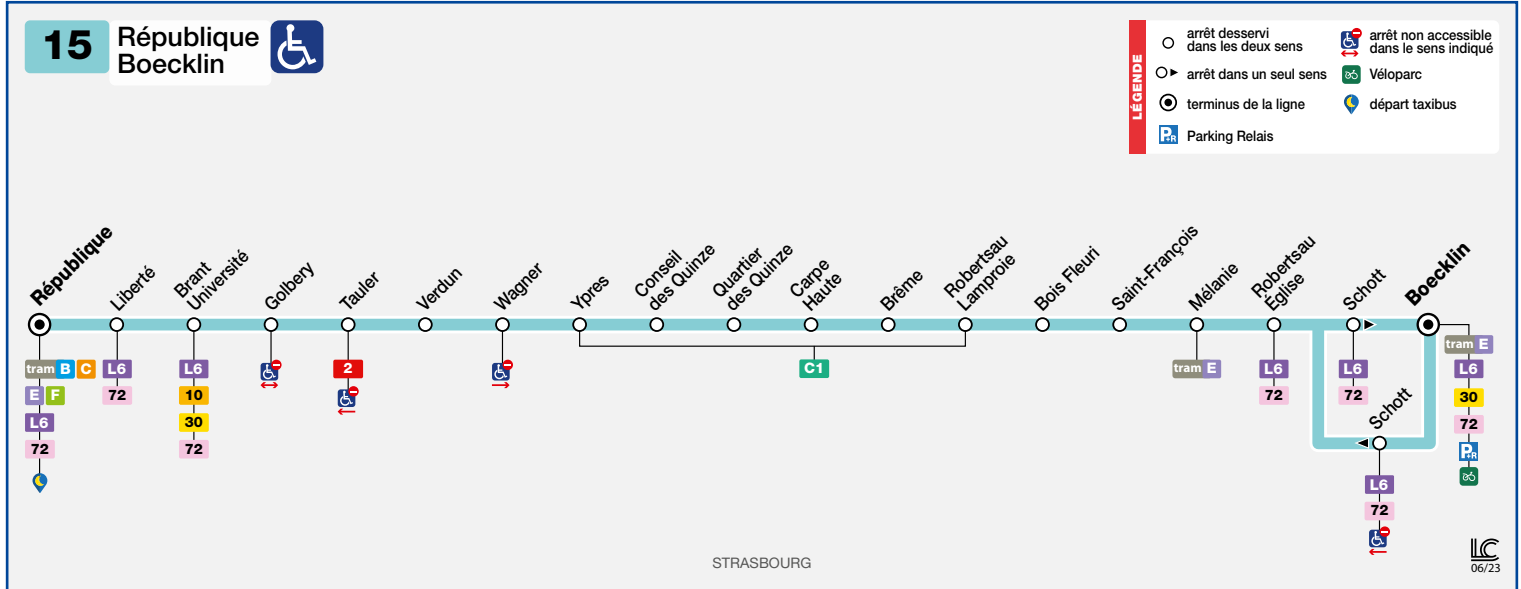 15
République
Boecklin
LÉGENDE
arrêt desservi
dans les deux sens
arrêt dans un seul sens
terminus de la ligne
P+R Parking Relais
arrêt non accessible
dans le sens indiqué
Véloparc
départ taxibus
République
Liberté
Brant
Université
Golbery
Tauler
Verdun
Wagner
Ypres
Conseil
des Quinze
Quartier
des Quinze
Carpe
Haute
Brême
Robertsau
Lamproie
Bois Fleuri
Saint-François
Mélanie
Robertsau
Église
Schott
Boecklin
tram B C
E F
L6
72
L6
72
L6
10
30
72
2
C1
tram E
L6
72
L6
72
tram E
L6
30
72
P+R
Schott
L6
72
STRASBOURG
LC
06/23